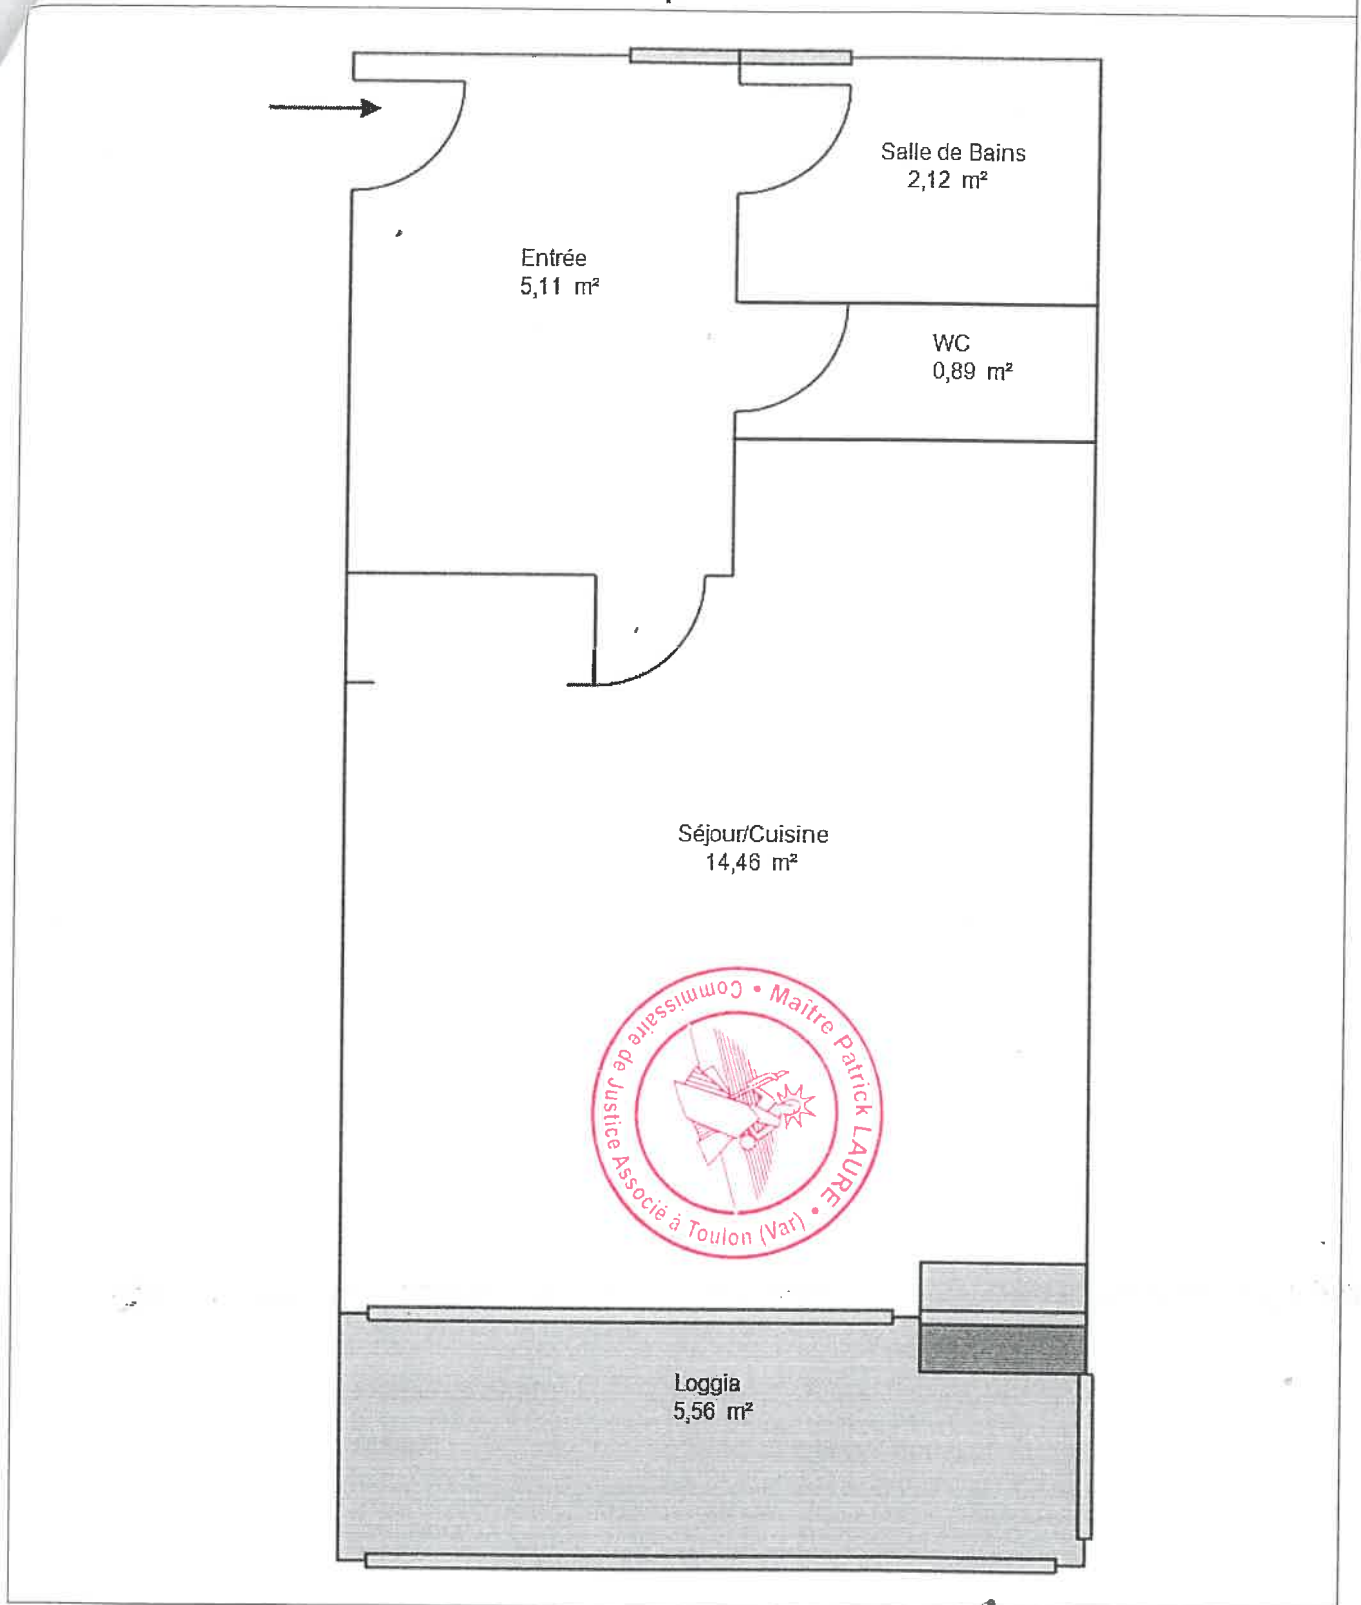 Salle de Bains
2,12 m²
Entrée
5,11 m²
WC
0,89 m²
Séjour/Cuisine
14,46 m²
Maître Patrick LAURE • Commissaire de Justice Associé à Toulon (Var) •
Loggia
5,56 m²